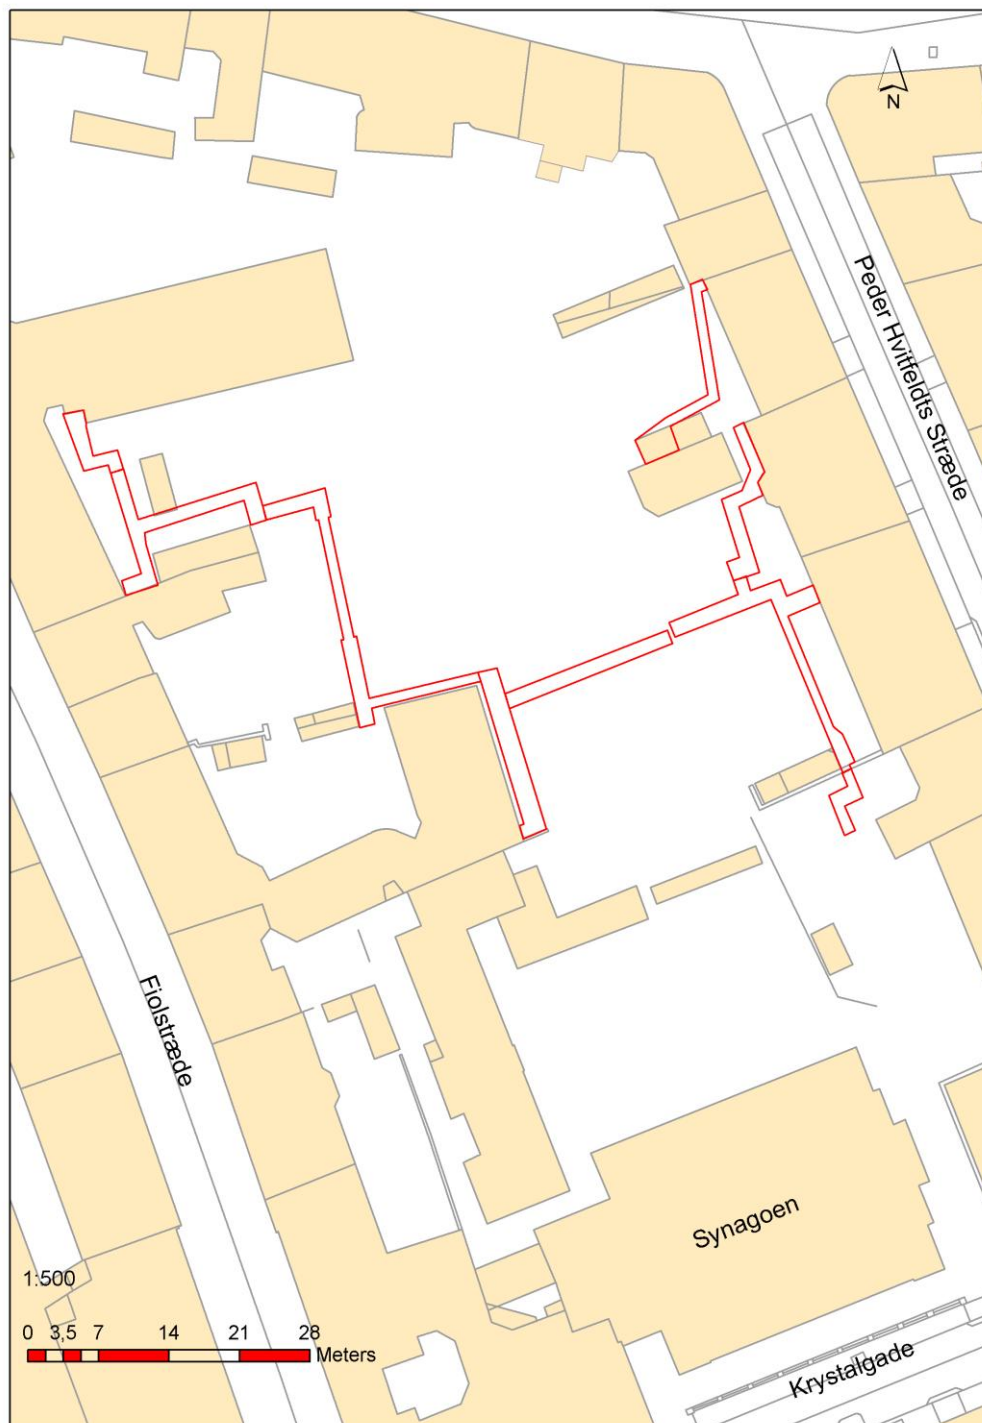 N
Peder Hvitfeldts Stræde
Fiolstræde
Synagoen
1:500
0 3,5 7 14 21 28
Meters
Krystalgade